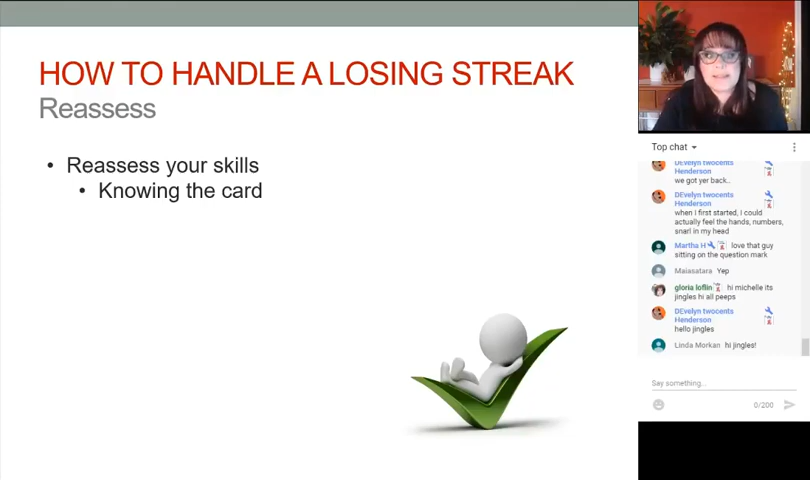 HOW TO HANDLE A LOSING STREAK
Reassess
• Reassess your skills
• Knowing the card
Top chat
DEvelyn twocents
Henderson
we got yer back..
DEvelyn twocents
Henderson
when i first started, i could
actually feel the hands, numbers,
snarl in my head
Martha H love that guy
sitting on the question mark
Maiasatara Yep
gloria loflin hi michelle its
jingles hi all peeps
DEvelyn twocents
Henderson
hello jingles
Linda Morkan hi jingles!
Say something...
0/200